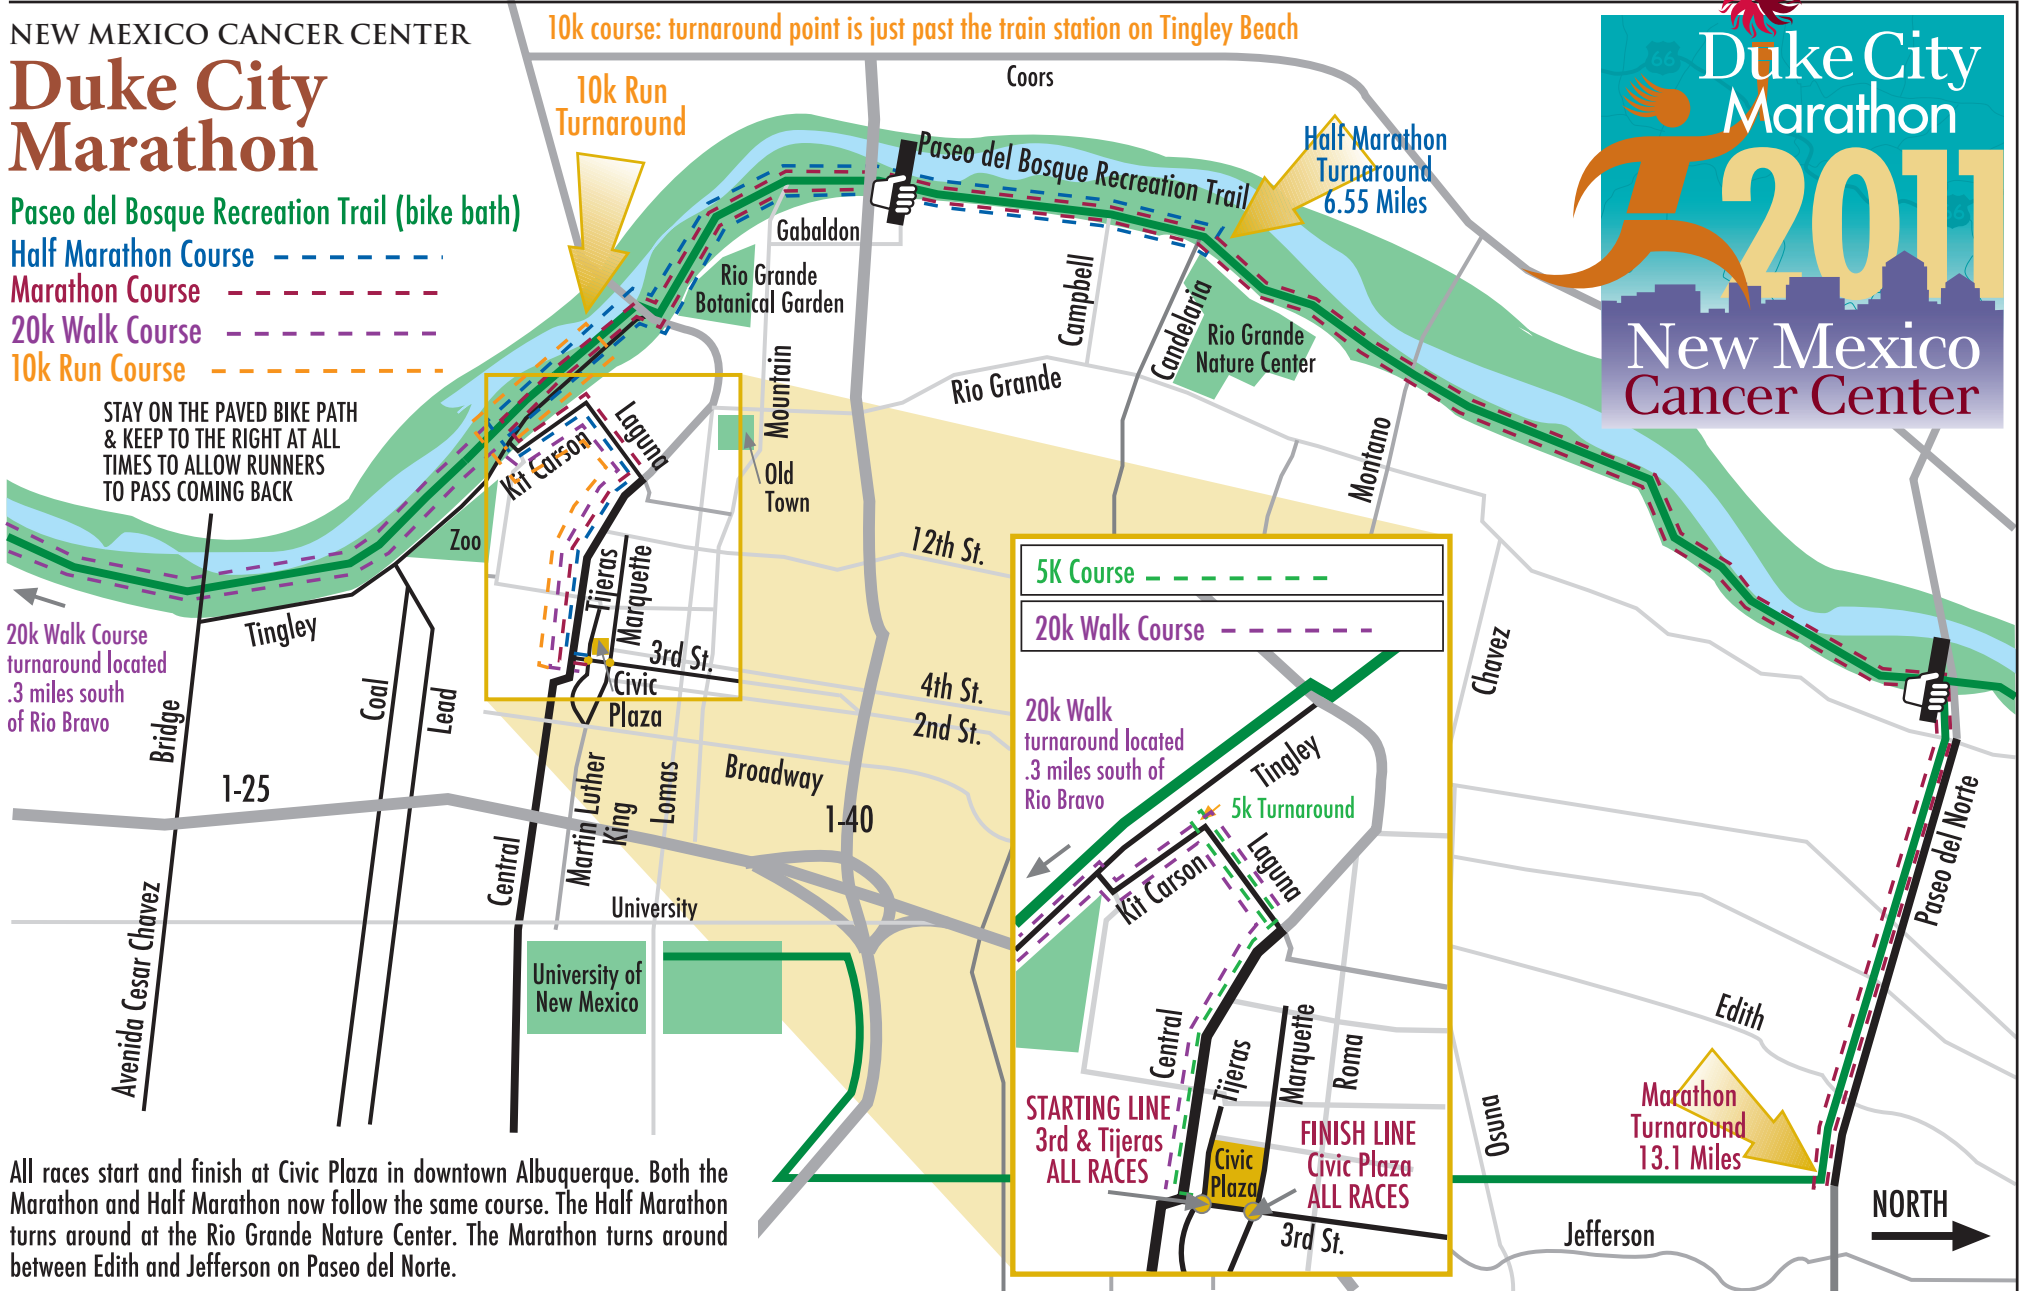 NEW MEXICO CANCER CENTER
Duke City
Marathon
Paseo del Bosque Recreation Trail (bike bath)
Half Marathon Course
Marathon Course
20k Walk Course
10k Run Course
STAY ON THE PAVED BIKE PATH
& KEEP TO THE RIGHT AT ALL
TIMES TO ALLOW RUNNERS
TO PASS COMING BACK
10k course: turnaround point is just past the train station on Tingley Beach
10k Run
Turnaround
Coors
Paseo del Bosque Recreation Trail
Half Marathon
Turnaround
6.55 Miles
Duke City
Marathon
2011
New Mexico
Cancer Center
66
66
Gabaldon
Rio Grande
Botanical Garden
Campbell
Candelaria
Rio Grande
Nature Center
Mountain
Rio Grande
Montano
Laguna
Kit Carson
Old
Town
Zoo
12th St.
Tijeras
Marquette
3rd St.
Civic
Plaza
4th St.
2nd St.
Tingley
20k Walk Course
turnaround located
.3 miles south
of Rio Bravo
Bridge
Coal
Lead
1-25
Central
Martin Luther
King
Lomas
Broadway
1-40
University
Avenida Cesar Chavez
University of
New Mexico
5K Course
20k Walk Course
20k Walk
turnaround located
.3 miles south of
Rio Bravo
Tingley
5k Turnaround
Laguna
Kit Carson
Central
Tijeras
Marquette
Roma
STARTING LINE
3rd & Tijeras
ALL RACES
Civic
Plaza
FINISH LINE
Civic Plaza
ALL RACES
3rd St.
Chavez
Paseo del Norte
Edith
Osuna
Marathon
Turnaround
13.1 Miles
Jefferson
NORTH
All races start and finish at Civic Plaza in downtown Albuquerque. Both the
Marathon and Half Marathon now follow the same course. The Half Marathon
turns around at the Rio Grande Nature Center. The Marathon turns around
between Edith and Jefferson on Paseo del Norte.